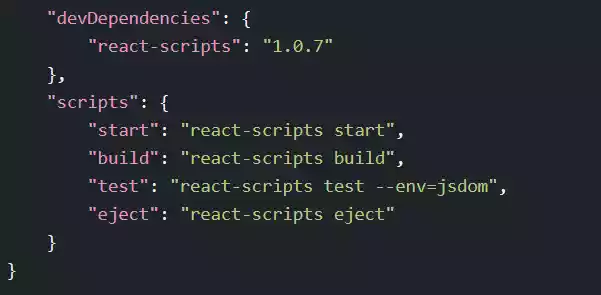 "devDependencies": {
"react-scripts": "1.0.7"
},
"scripts": {
"start": "react-scripts start",
"build": "react-scripts build",
"test": "react-scripts test --env=jsdom",
"eject": "react-scripts eject"
}
}